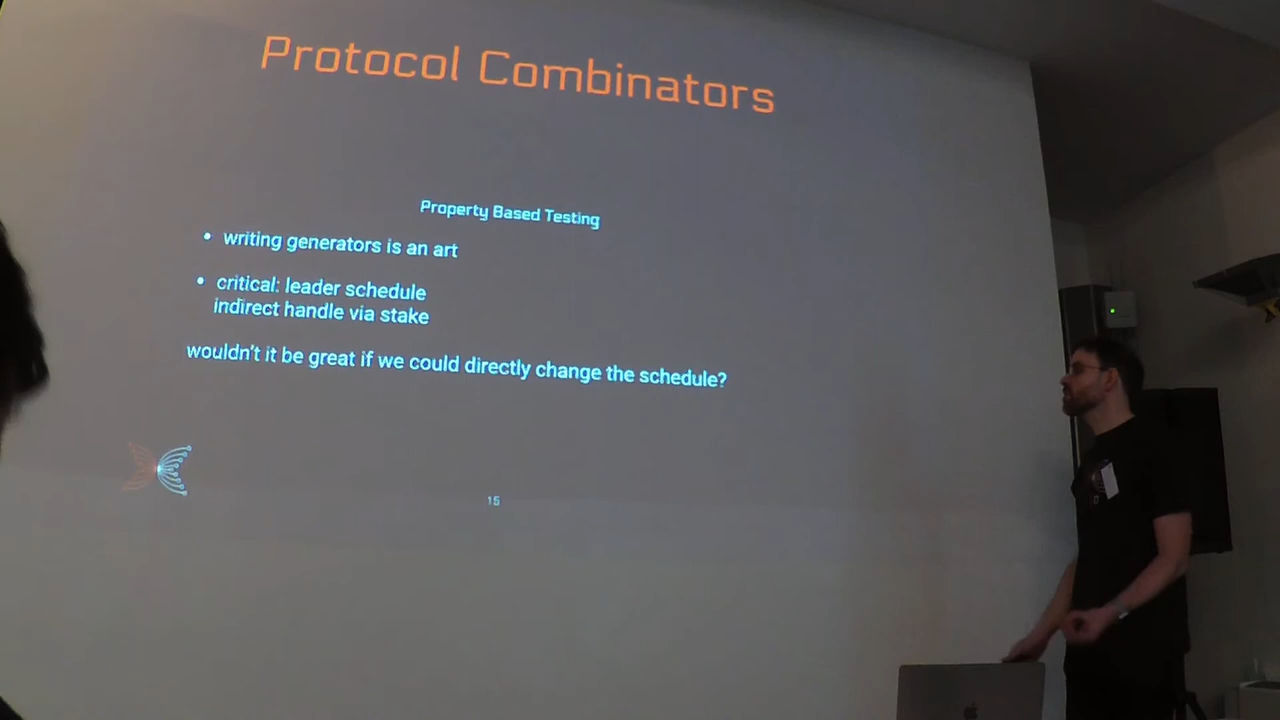 Protocol Combinators
Property Based Testing
• writing generators is an art
• critical: leader schedule
indirect handle via stake
wouldn't it be great if we could directly change the schedule?
15